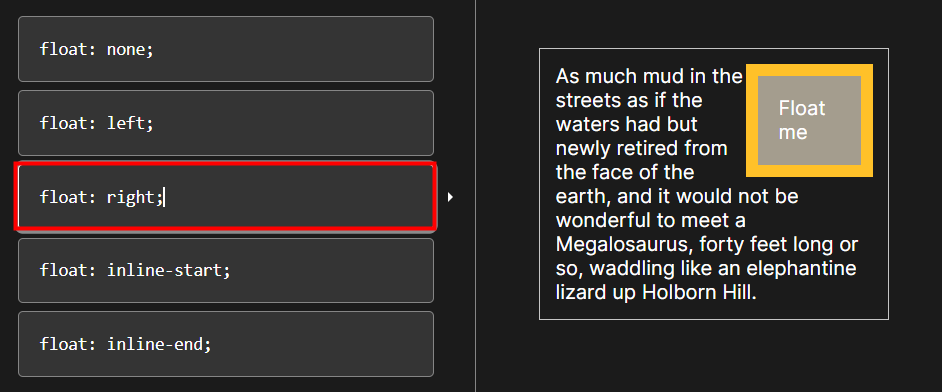 float: none;
float: left;
float: right;
float: inline-start;
float: inline-end;
As much mud in the
streets as if the
waters had but
newly retired from
the face of the
earth, and it would not be
wonderful to meet a
Megalosaurus, forty feet long or
so, waddling like an elephantine
lizard up Holborn Hill.
Float
me